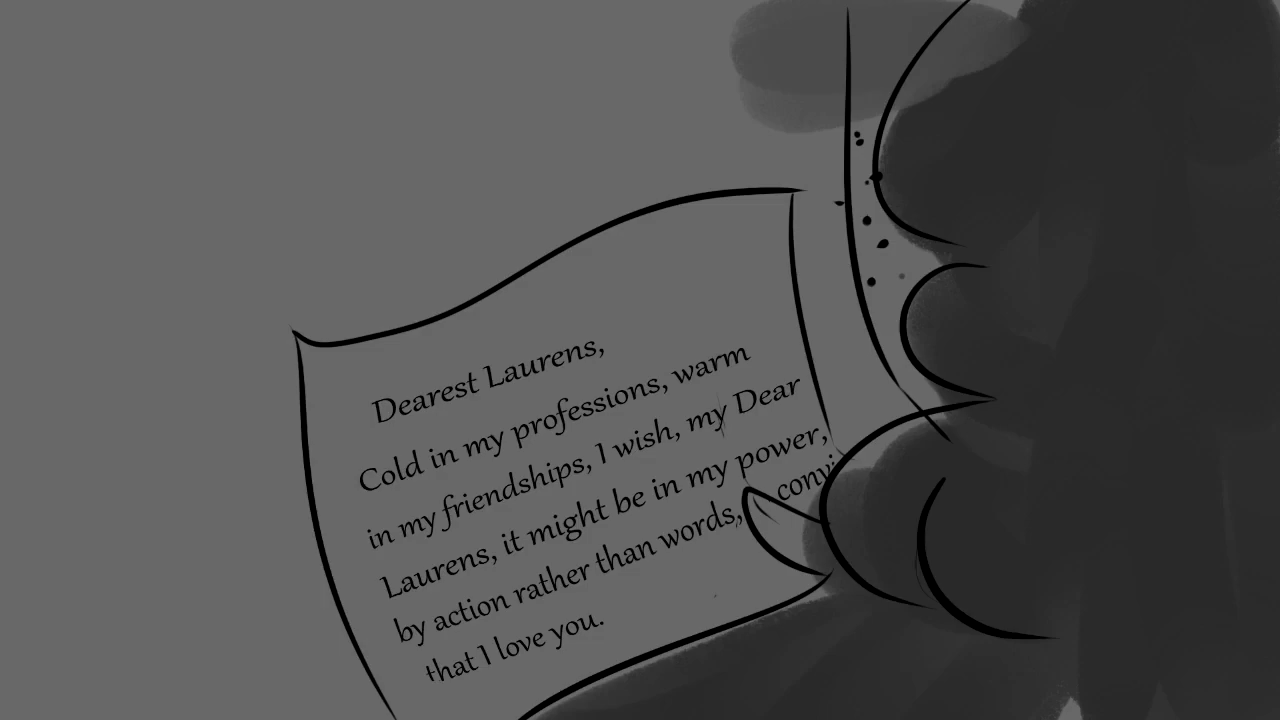 Dearest Laurens,
Cold in my professions, warm
in my friendships, I wish, my Dear
Laurens, it might be in my power,
by action rather than words, convi
that I love you.